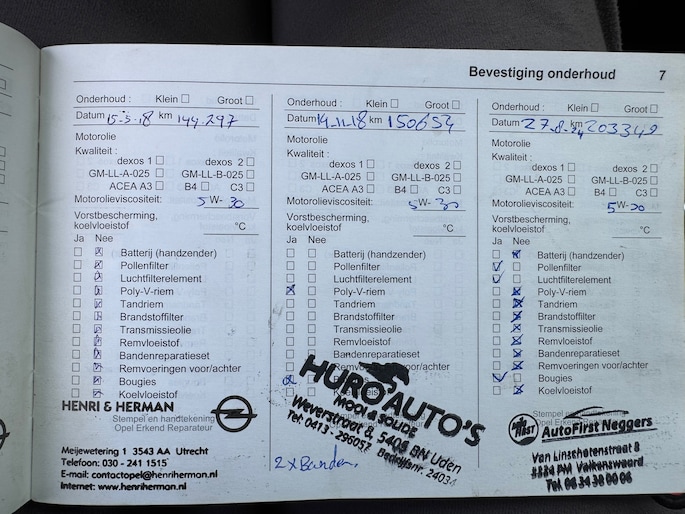 Bevestiging onderhoud 7
Onderhoud : Klein Groot
Datum 15-5-18 km 144.297
Motorolie
Kwaliteit :
dexos 1 dexos 2
GM-LL-A-025 GM-LL-B-025
ACEA A3 B4 C3
Motorolieviscositeit: 5W-30
Vorstbescherming,
koelvloeistof °C
Ja Nee
Batterij (handzender)
Pollenfilter
Luchtfilterelement
Poly-V-riem
Tandriem
Brandstoffilter
Transmissieolie
Remvloeistof
Bandenreparatieset
Remvoeringen voor/achter
Bougies
Koelvloeistof
HENRI & HERMAN
Stempel en handtekening
Opel Erkend Reparateur
Meijewetering 1 3543 AA Utrecht
Telefoon: 030 - 241 1515
E-mail: contactopel@henriherman.nl
Internet: www.henriherman.nl
Onderhoud : Klein Groot
Datum 14-11-18 km 150654
Motorolie
Kwaliteit :
dexos 1 dexos 2
GM-LL-A-025 GM-LL-B-025
ACEA A3 B4 C3
Motorolieviscositeit: 5W-30
Vorstbescherming,
koelvloeistof °C
Ja Nee
Batterij (handzender)
Pollenfilter
Luchtfilterelement
Poly-V-riem
Tandriem
Brandstoffilter
Transmissieolie
Remvloeistof
Bandenreparatieset
Remvoeringen voor/achter
HURO AUTO'S
MOOI & SOLIDE
Weverstraat 6, 5405 BN Uden
Tel: 0413 - 296057 Bedrijfsnr. 24034
2 x Banden
Onderhoud : Klein Groot
Datum 27-8-24 km 203342
Motorolie
Kwaliteit :
dexos 1 dexos 2
GM-LL-A-025 GM-LL-B-025
ACEA A3 B4 C3
Motorolieviscositeit: 5W-30
Vorstbescherming,
koelvloeistof °C
Ja Nee
Batterij (handzender)
Pollenfilter
Luchtfilterelement
Poly-V-riem
Tandriem
Brandstoffilter
Transmissieolie
Remvloeistof
Bandenreparatieset
Remvoeringen voor/achter
Bougies
Koelvloeistof
AutoFirst Neggers
Van Linschotenstraat 8
Valkenswaard